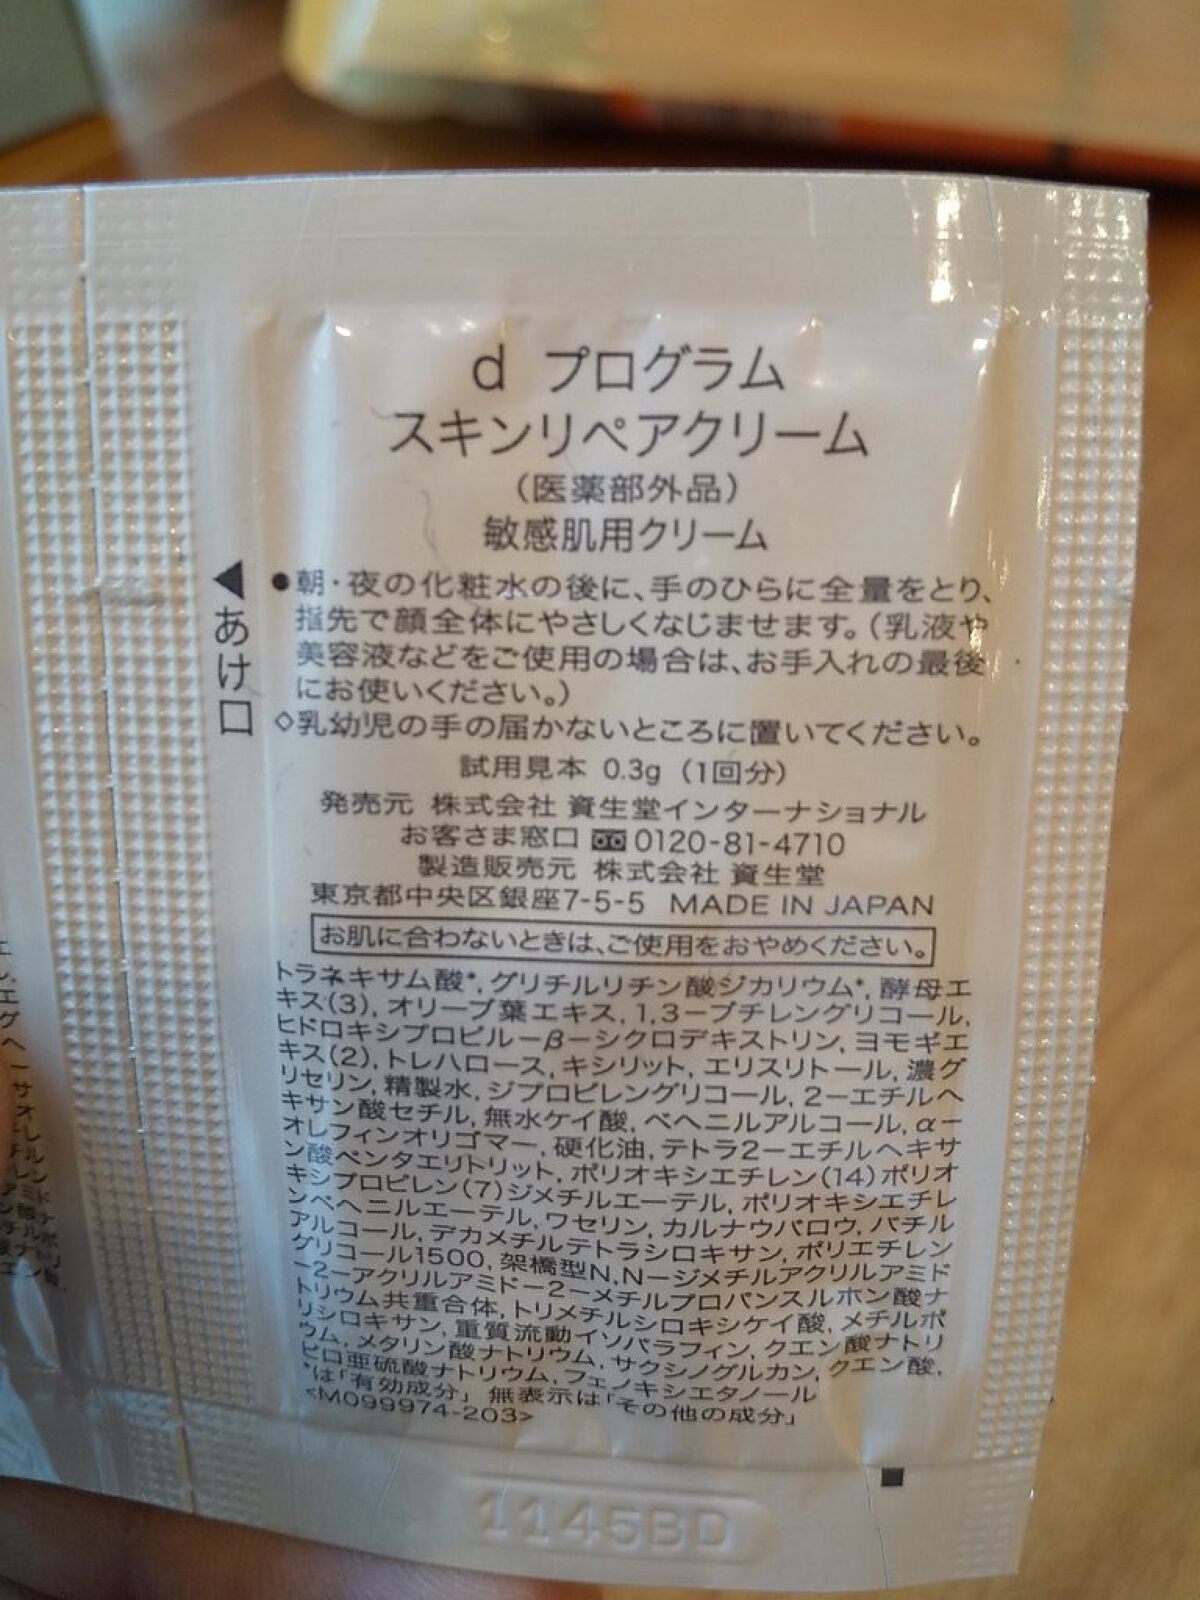 d プログラム
スキンリペアクリーム
（医薬部外品）
敏感肌用クリーム
◀あけ口
●朝・夜の化粧水の後に、手のひらに全量をとり、
指先で顔全体にやさしくなじませます。（乳液や
美容液などをご使用の場合は、お手入れの最後
にお使いください。）
◇乳幼児の手の届かないところに置いてください。
試用見本 0.3g （1回分）
発売元 株式会社 資生堂インターナショナル
お客さま窓口 0120-81-4710
製造販売元 株式会社 資生堂
東京都中央区銀座7-5-5 MADE IN JAPAN
お肌に合わないときは、ご使用をおやめください。
トラネキサム酸*, グリチルリチン酸ジカリウム*, 酵母エ
キス(3), オリーブ葉エキス, 1,3－ブチレングリコール,
ヒドロキシプロピル－β－シクロデキストリン, ヨモギエ
キス(2), トレハロース, キシリット, エリスリトール, 濃グ
リセリン, 精製水, ジプロピレングリコール, 2－エチルヘ
キサン酸セチル, 無水ケイ酸, ベヘニルアルコール, α－
オレフィンオリゴマー, 硬化油, テトラ2－エチルヘキサ
ン酸ペンタエリトリット, ポリオキシエチレン(14)ポリオ
キシプロピレン(7)ジメチルエーテル, ポリオキシエチレ
ンベヘニルエーテル, ワセリン, カルナウバロウ, バチル
アルコール, デカメチルテトラシロキサン, ポリエチレン
グリコール1500, 架橋型N,N－ジメチルアクリルアミド
－2－アクリルアミド－2－メチルプロパンスルホン酸ナ
トリウム共重合体, トリメチルシロキシケイ酸, メチルポ
リシロキサン, 重質流動イソパラフィン, クエン酸ナトリ
ウム, メタリン酸ナトリウム, サクシノグルカン, クエン酸,
ピロ亜硫酸ナトリウム, フェノキシエタノール
*は「有効成分」 無表示は「その他の成分」
<M099974-203>
1145BD